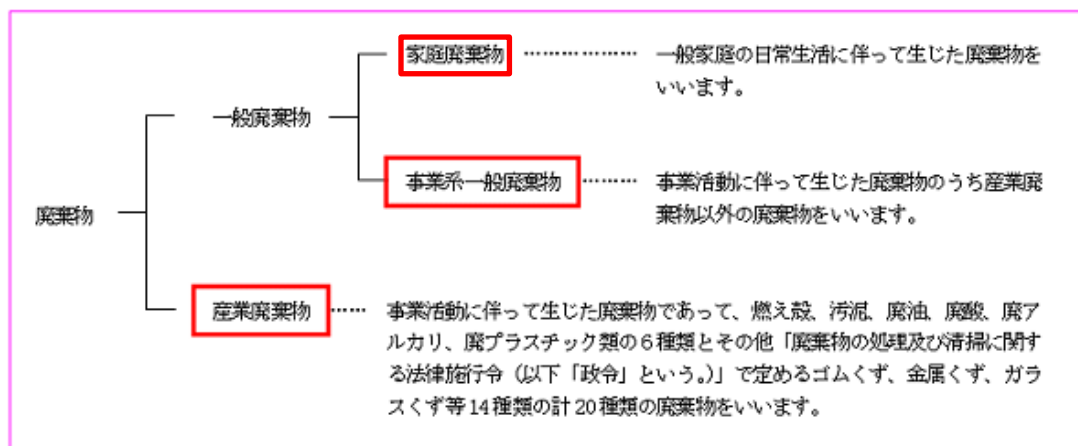 家庭廃棄物 ……………… 一般家庭の日常生活に伴って生じた廃棄物を
いいます。
一般廃棄物
事業系一般廃棄物 ……… 事業活動に伴って生じた廃棄物のうち産業廃
棄物以外の廃棄物をいいます。
廃棄物
産業廃棄物 …… 事業活動に伴って生じた廃棄物であって、燃え殻、汚泥、廃油、廃酸、廃ア
ルカリ、廃プラスチック類の6種類とその他「廃棄物の処理及び清掃に関す
る法律施行令（以下「政令」という。）」で定めるゴムくず、金属くず、ガラ
スくず等14種類の計20種類の廃棄物をいいます。